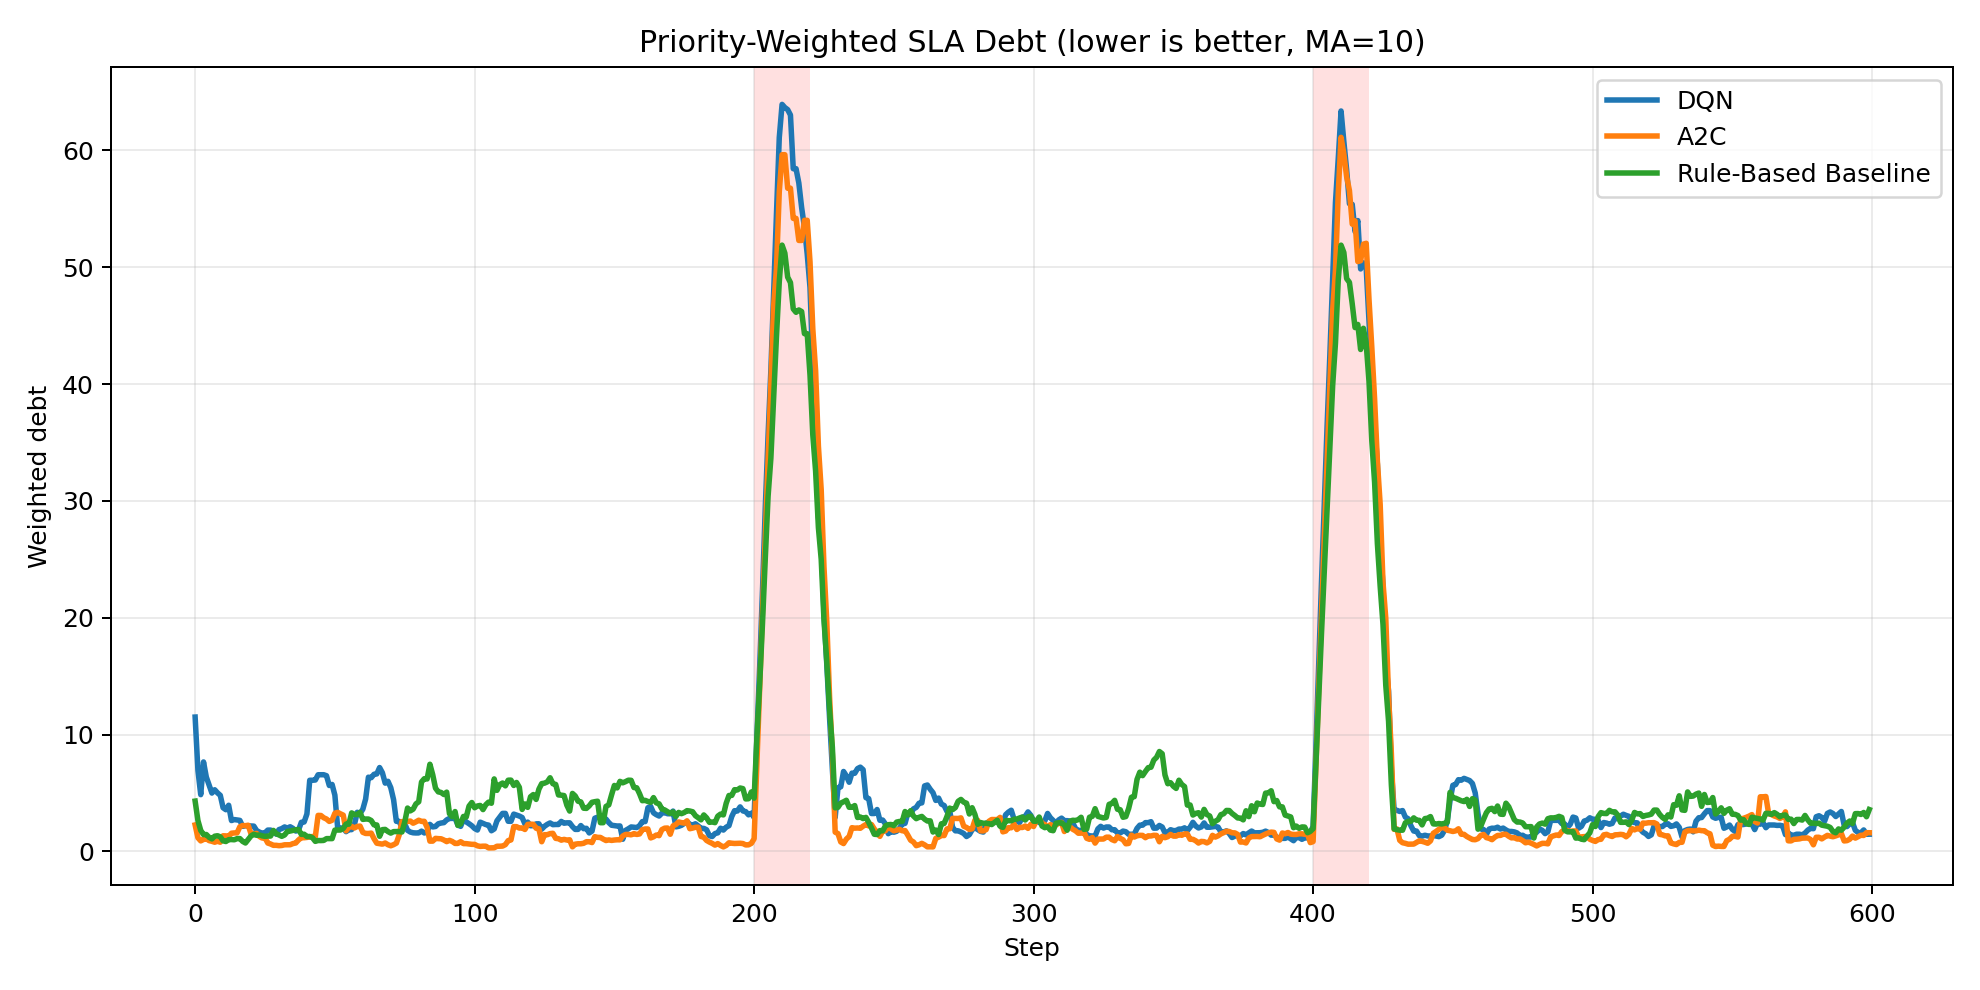 Priority-Weighted SLA Debt (lower is better, MA=10)
DQN
A2C
Rule-Based Baseline
Weighted debt
60
50
40
30
20
10
0
0 100 200 300 400 500 600
Step